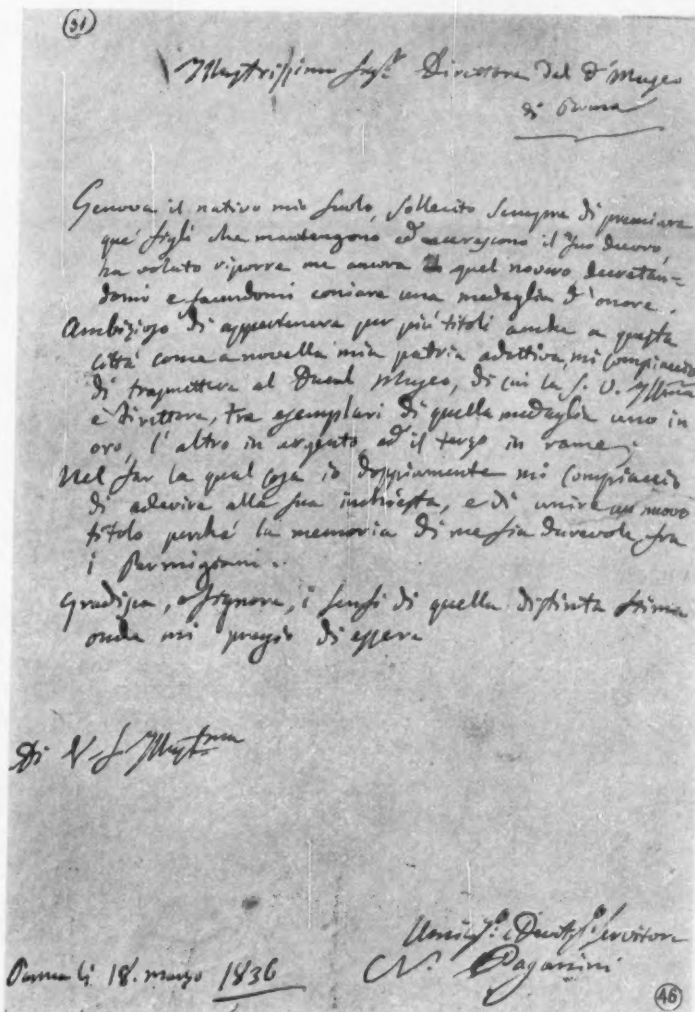 31
Illustrissimo Sigr. Direttore del D. Museo
di Parma
Genova il nativo mio suolo, sollecito sempre di premiare
que' figli che mantengono ed accrescono il suo decoro,
ha voluto riporre me ancora quel novero decretan=
domi e facendomi coniare una medaglia d'onore.
Ambizioso di appartenere per più titoli anche a questa
città come a novella mia patria adottiva, mi compiaccio
di trasmettere al Ducal Museo, di cui la S. V. Illma
è Direttore, tre esemplari di quella medaglia uno in
oro, l'altro in argento ed il terzo in rame;
Nel far la qual cosa io doppiamente mi compiaccio
di aderire alla sua inchiesta, e di unire un nuovo
titolo perché la memoria di me sia durevole fra
i Parmigiani.
Gradisca, o Signore, i sensi di quella distinta stima
onde mi pregio di essere
Di V. S. Illustma
Parma li 18. marzo 1836
Devotso. servitore
N. Paganini
46